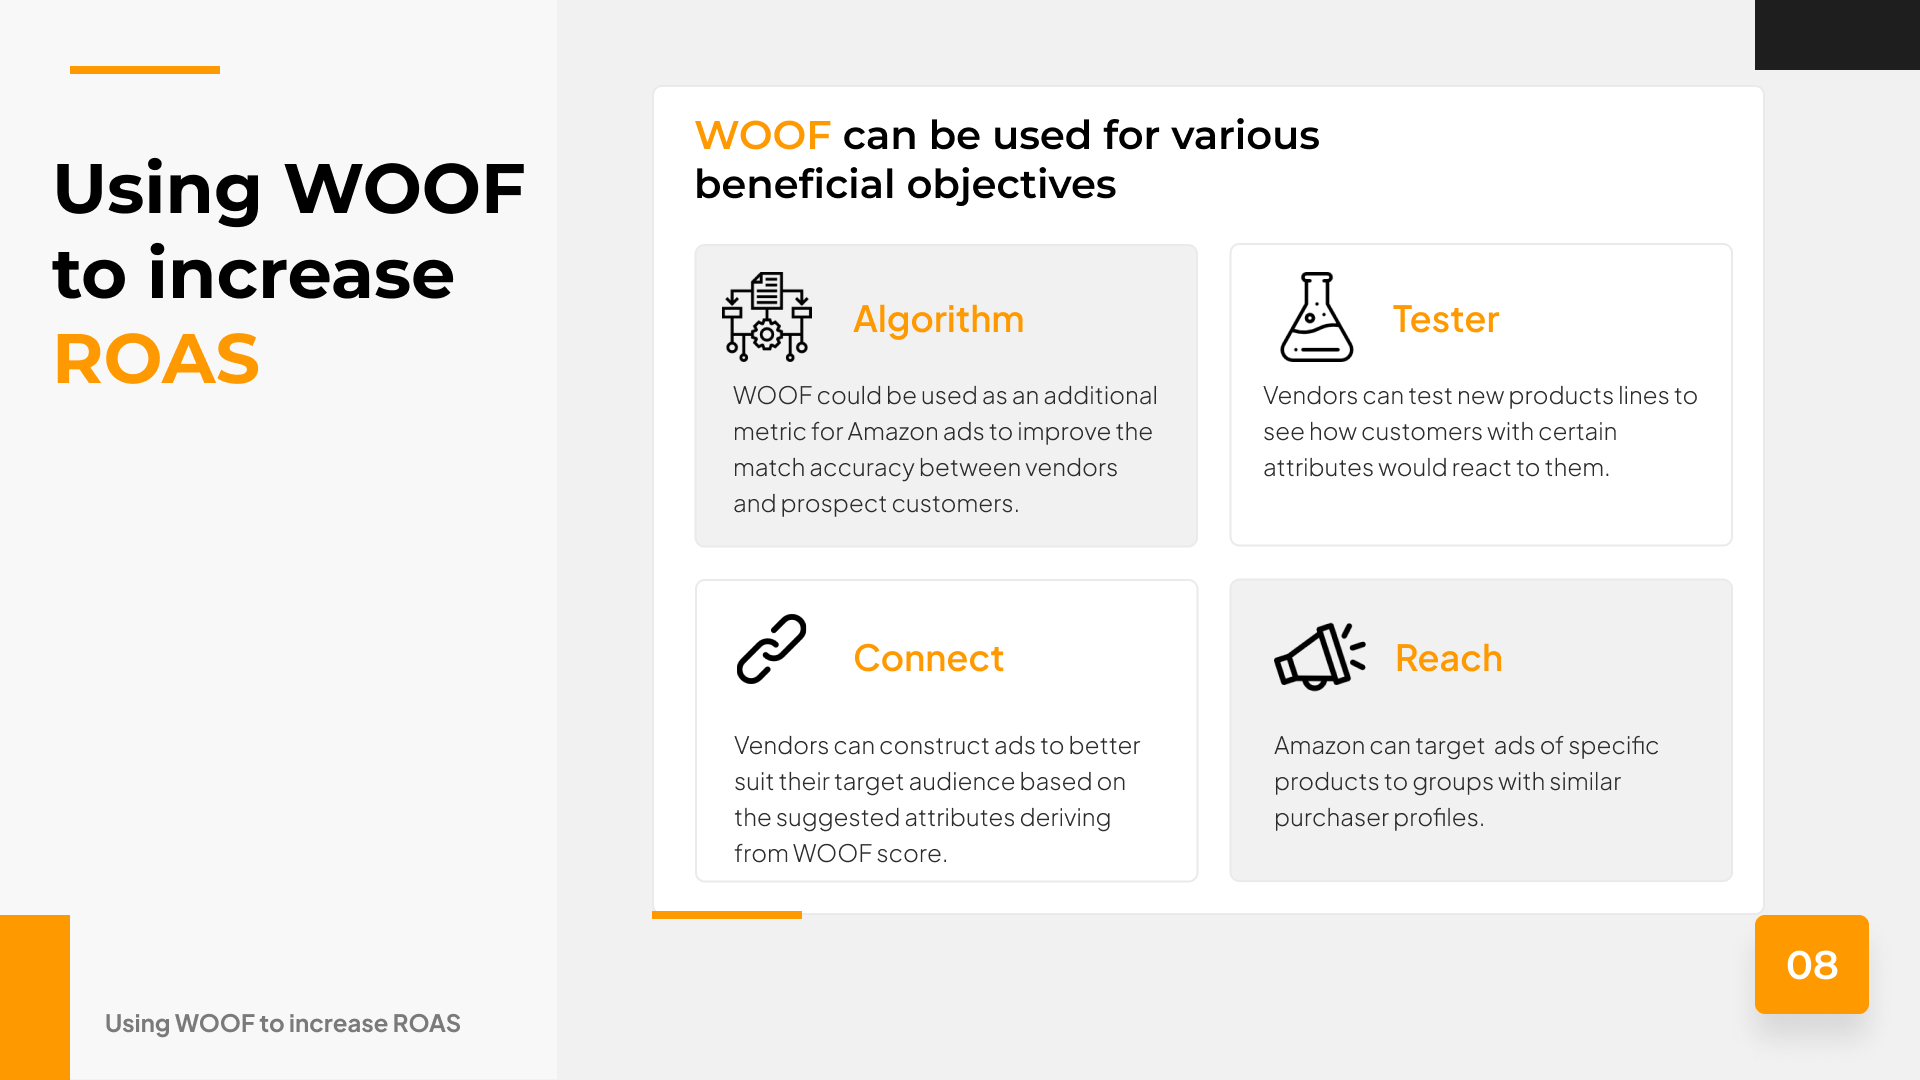 Using WOOF
to increase
ROAS
WOOF can be used for various
beneficial objectives
Algorithm
WOOF could be used as an additional
metric for Amazon ads to improve the
match accuracy between vendors
and prospect customers.
Tester
Vendors can test new products lines to
see how customers with certain
attributes would react to them.
Connect
Vendors can construct ads to better
suit their target audience based on
the suggested attributes deriving
from WOOF score.
Reach
Amazon can target  ads of specific
products to groups with similar
purchaser profiles.
Using WOOF to increase ROAS
08